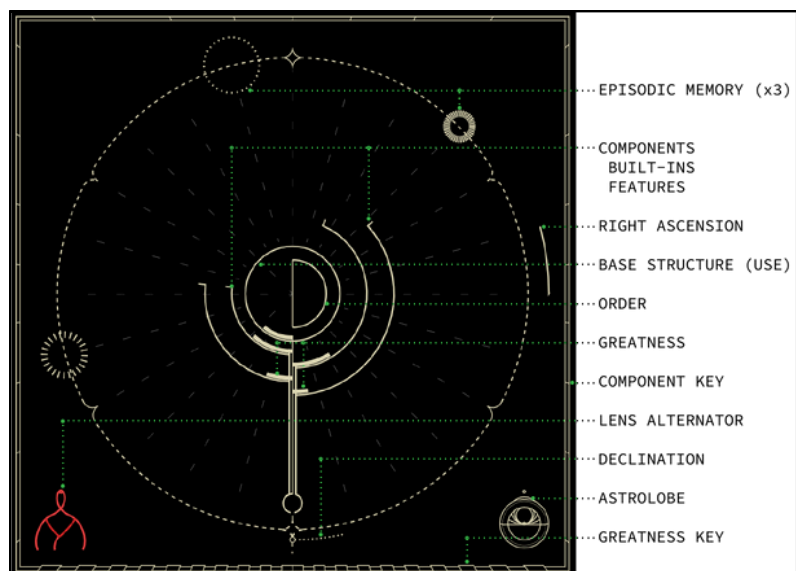 EPISODIC MEMORY (x3)
COMPONENTS
BUILT-INS
FEATURES
RIGHT ASCENSION
BASE STRUCTURE (USE)
ORDER
GREATNESS
COMPONENT KEY
LENS ALTERNATOR
DECLINATION
ASTROLOBE
GREATNESS KEY